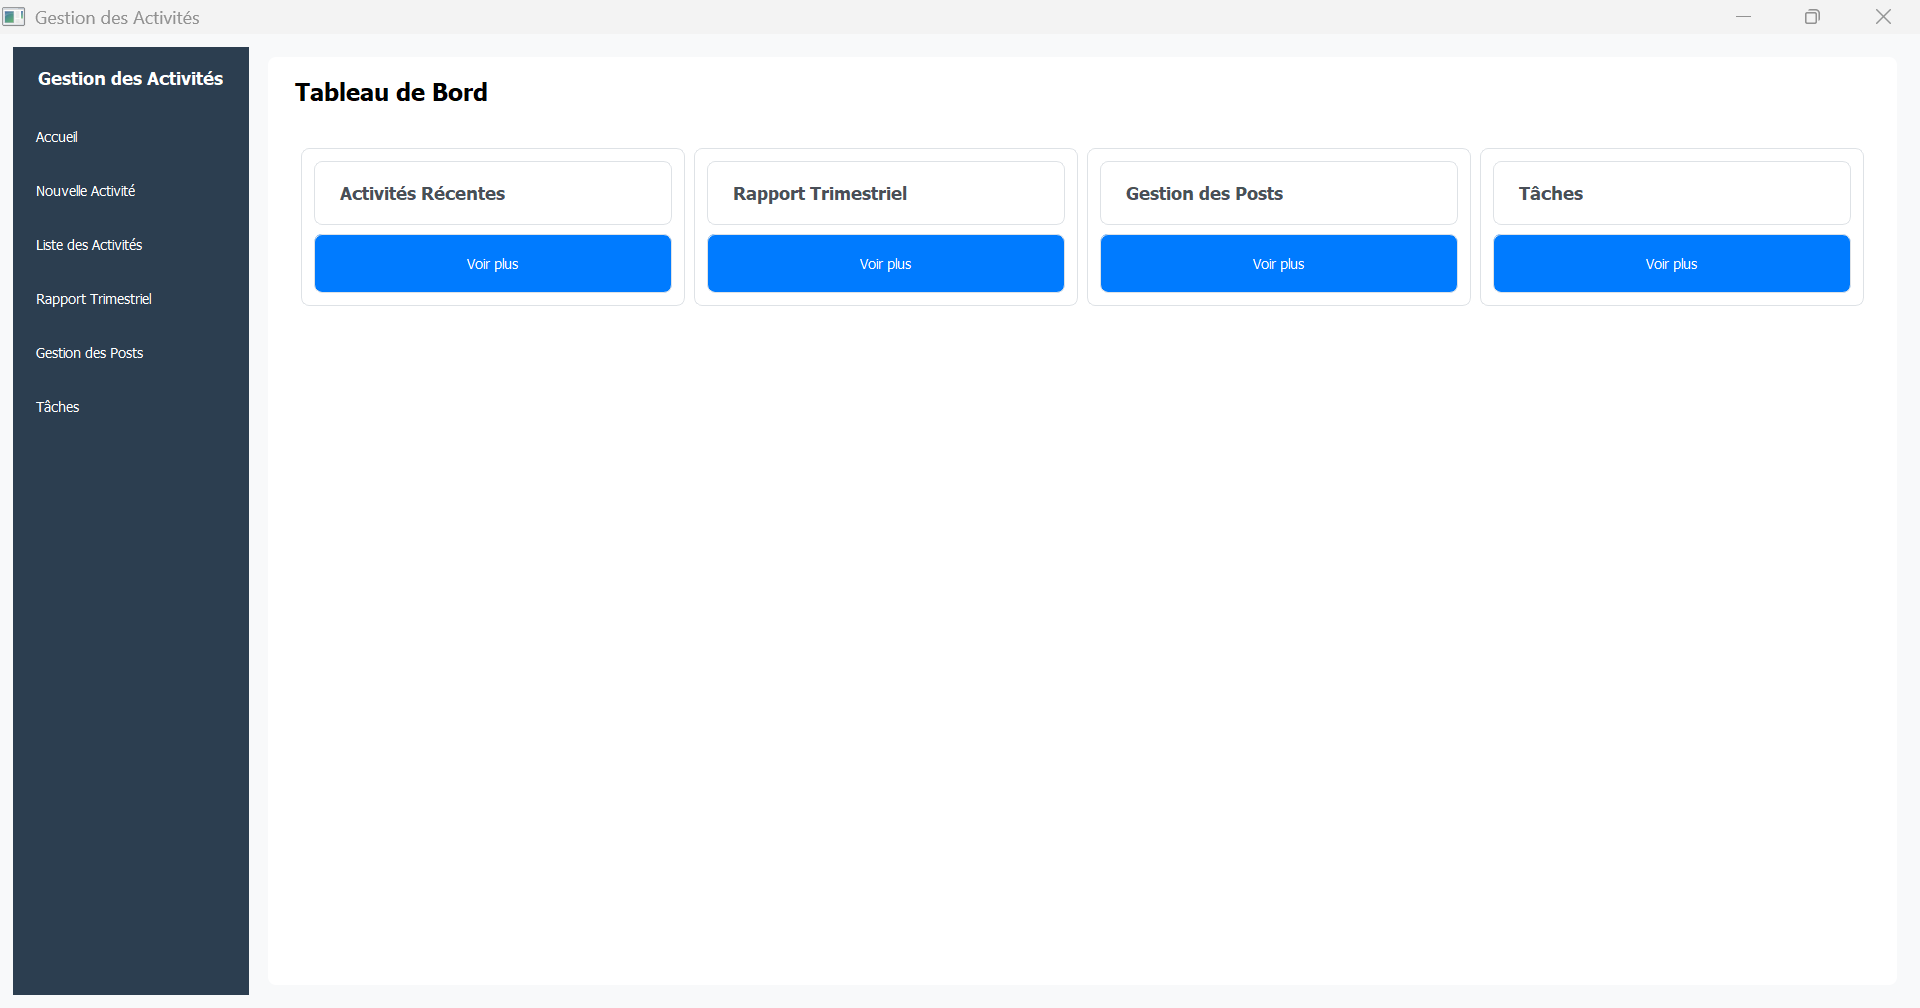 Gestion des Activités
Gestion des Activités
Accueil
Nouvelle Activité
Liste des Activités
Rapport Trimestriel
Gestion des Posts
Tâches
Tableau de Bord
Activités Récentes
Voir plus
Rapport Trimestriel
Voir plus
Gestion des Posts
Voir plus
Tâches
Voir plus